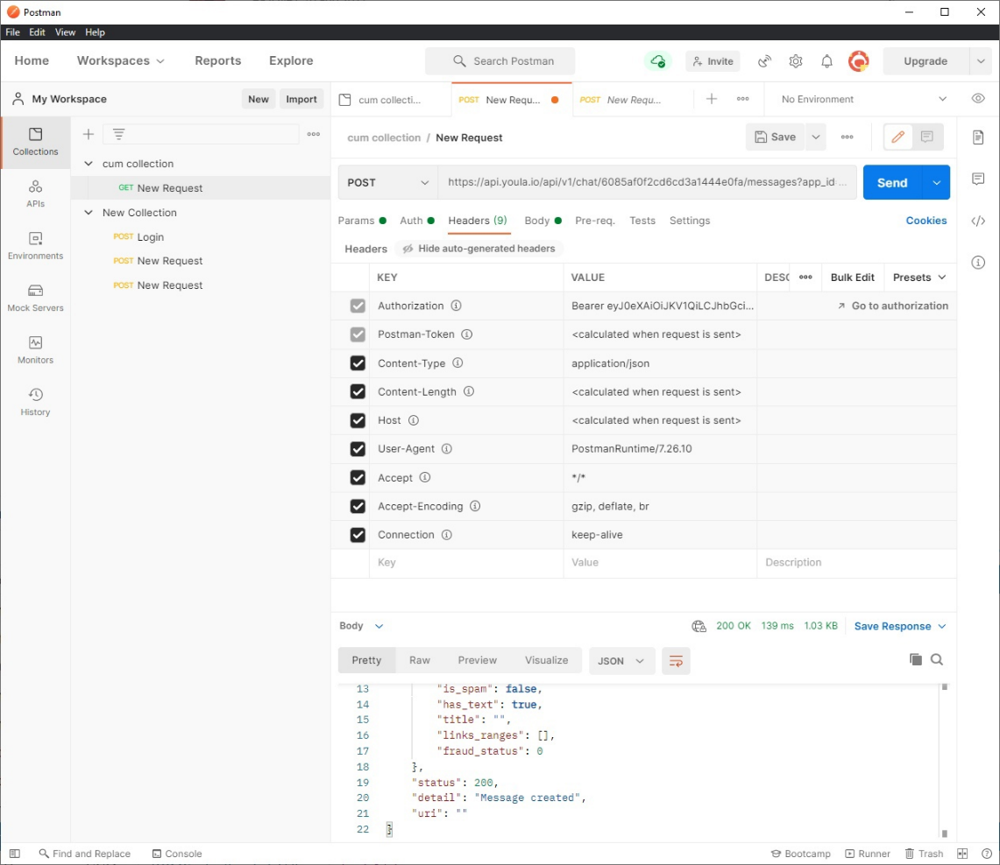 Postman
File Edit View Help
Home Workspaces Reports Explore Search Postman Invite Upgrade
My Workspace New Import
cum collecti... POST New Requ... POST New Requ... No Environment
Collections
APIs
Environments
Mock Servers
Monitors
History
cum collection
GET New Request
New Collection
POST Login
POST New Request
POST New Request
cum collection / New Request Save
POST https://api.youla.io/api/v1/chat/6085af0f2cd6cd3a1444e0fa/messages?app_id ... Send
Params Auth Headers (9) Body Pre-req. Tests Settings Cookies
Headers Hide auto-generated headers
KEY VALUE DESC Bulk Edit Presets
Authorization Bearer eyJ0eXAiOiJKV1QiLCJhbGci... Go to authorization
Postman-Token <calculated when request is sent>
Content-Type application/json
Content-Length <calculated when request is sent>
Host <calculated when request is sent>
User-Agent PostmanRuntime/7.26.10
Accept */*
Accept-Encoding gzip, deflate, br
Connection keep-alive
Key Value Description
Body 200 OK 139 ms 1.03 KB Save Response
Pretty Raw Preview Visualize JSON
13 "is_spam": false,
14 "has_text": true,
15 "title": "",
16 "links_ranges": [],
17 "fraud_status": 0
18 },
19 "status": 200,
20 "detail": "Message created",
21 "uri": ""
22 }
Find and Replace Console Bootcamp Runner Trash